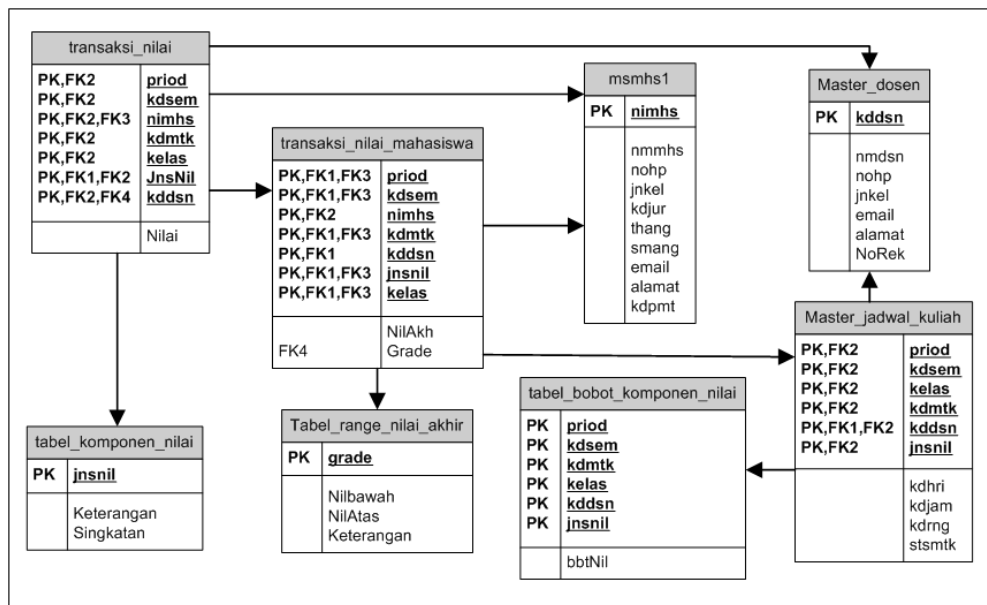 transaksi_nilai
PK,FK2 priod
PK,FK2 kdsem
PK,FK2,FK3 nimhs
PK,FK2 kdmtk
PK,FK2 kelas
PK,FK1,FK2 JnsNil
PK,FK2,FK4 kddsn
Nilai
transaksi_nilai_mahasiswa
PK,FK1,FK3 priod
PK,FK1,FK3 kdsem
PK,FK2 nimhs
PK,FK1,FK3 kdmtk
PK,FK1 kddsn
PK,FK1,FK3 jnsnil
PK,FK1,FK3 kelas
NilAkh
FK4 Grade
msmhs1
PK nimhs
nmmhs
nohp
jnkel
kdjur
thang
smang
email
alamat
kdpmt
Master_dosen
PK kddsn
nmdsn
nohp
jnkel
email
alamat
NoRek
Master_jadwal_kuliah
PK,FK2 priod
PK,FK2 kdsem
PK,FK2 kelas
PK,FK2 kdmtk
PK,FK1,FK2 kddsn
PK,FK2 jnsnil
kdhri
kdjam
kdrng
stsmtk
tabel_komponen_nilai
PK jnsnil
Keterangan
Singkatan
Tabel_range_nilai_akhir
PK grade
Nilbawah
NilAtas
Keterangan
tabel_bobot_komponen_nilai
PK priod
PK kdsem
PK kdmtk
PK kelas
PK kddsn
PK jnsnil
bbtNil